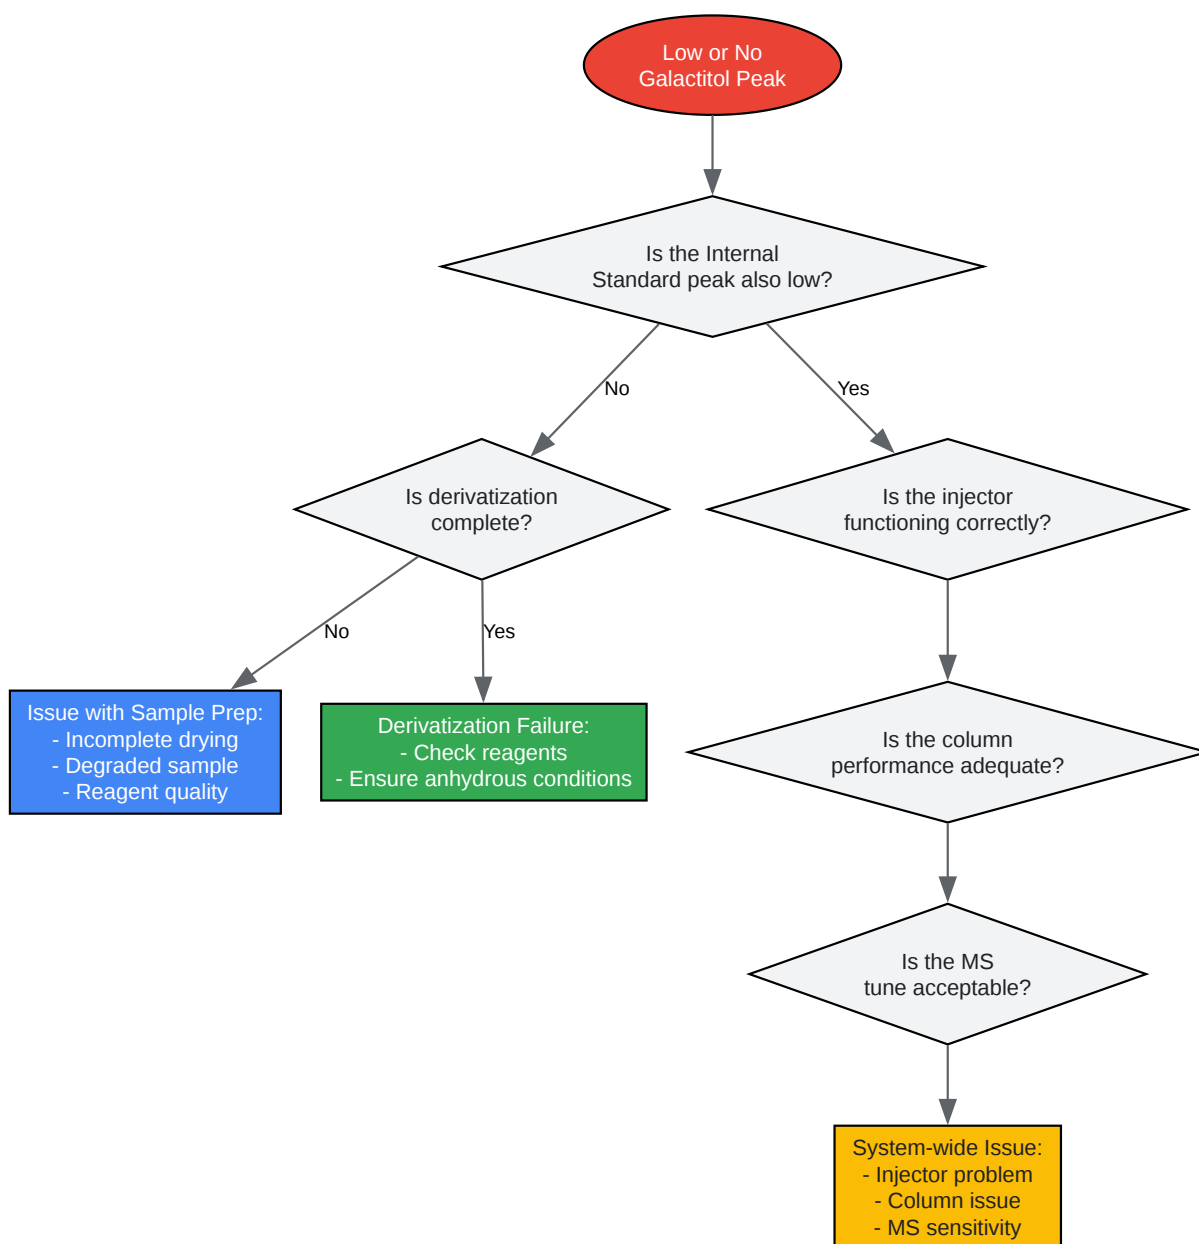 Low or No
Galactitol Peak
Is the Internal
Standard peak also low?
No
Yes
Is derivatization
complete?
Is the injector
functioning correctly?
No
Yes
Issue with Sample Prep:
- Incomplete drying
- Degraded sample
- Reagent quality
Derivatization Failure:
- Check reagents
- Ensure anhydrous conditions
Is the column
performance adequate?
Is the MS
tune acceptable?
System-wide Issue:
- Injector problem
- Column issue
- MS sensitivity